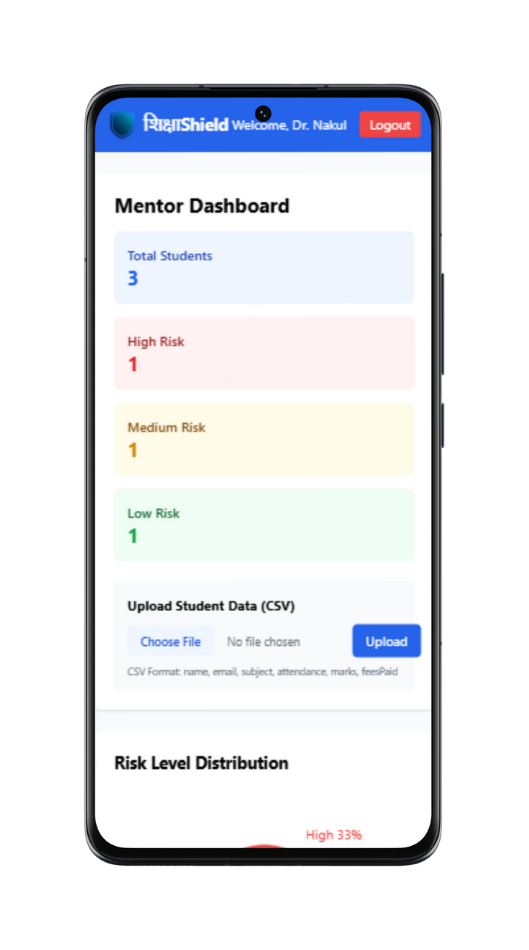 शिक्षाShield Welcome, Dr. Nakul Logout
Mentor Dashboard
Total Students
3
High Risk
1
Medium Risk
1
Low Risk
1
Upload Student Data (CSV)
Choose File No file chosen Upload
CSV Format: name, email, subject, attendance, marks, feesPaid
Risk Level Distribution
High 33%